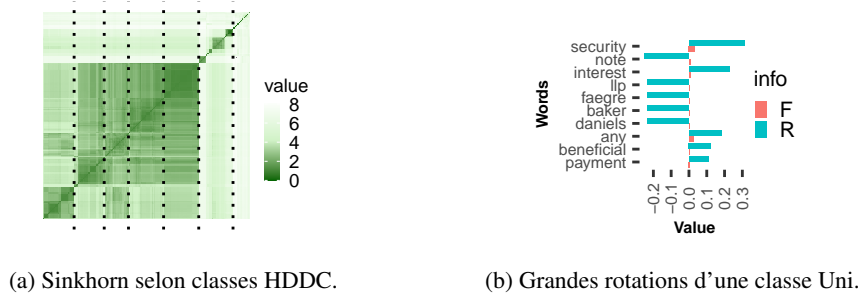 value
8
6
4
2
0
security
note
interest
llp
faegre
baker
daniels
any
beneficial
payment
Words
−0.2
−0.1
0.0
0.1
0.2
0.3
Value
info
F
R
(a) Sinkhorn selon classes HDDC.
(b) Grandes rotations d'une classe Uni.